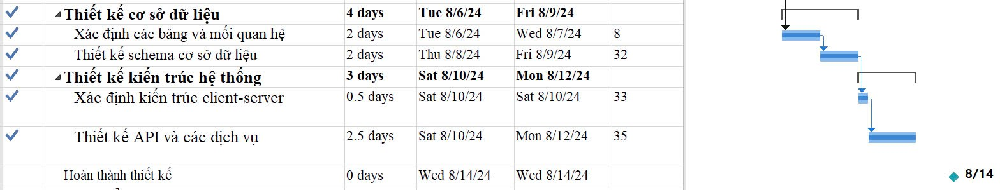 Thiết kế cơ sở dữ liệu 4 days Tue 8/6/24 Fri 8/9/24
Xác định các bảng và mối quan hệ 2 days Tue 8/6/24 Wed 8/7/24 8
Thiết kế schema cơ sở dữ liệu 2 days Thu 8/8/24 Fri 8/9/24 32
Thiết kế kiến trúc hệ thống 3 days Sat 8/10/24 Mon 8/12/24
Xác định kiến trúc client-server 0.5 days Sat 8/10/24 Sat 8/10/24 33
Thiết kế API và các dịch vụ 2.5 days Sat 8/10/24 Mon 8/12/24 35
Hoàn thành thiết kế 0 days Wed 8/14/24 Wed 8/14/24 8/14